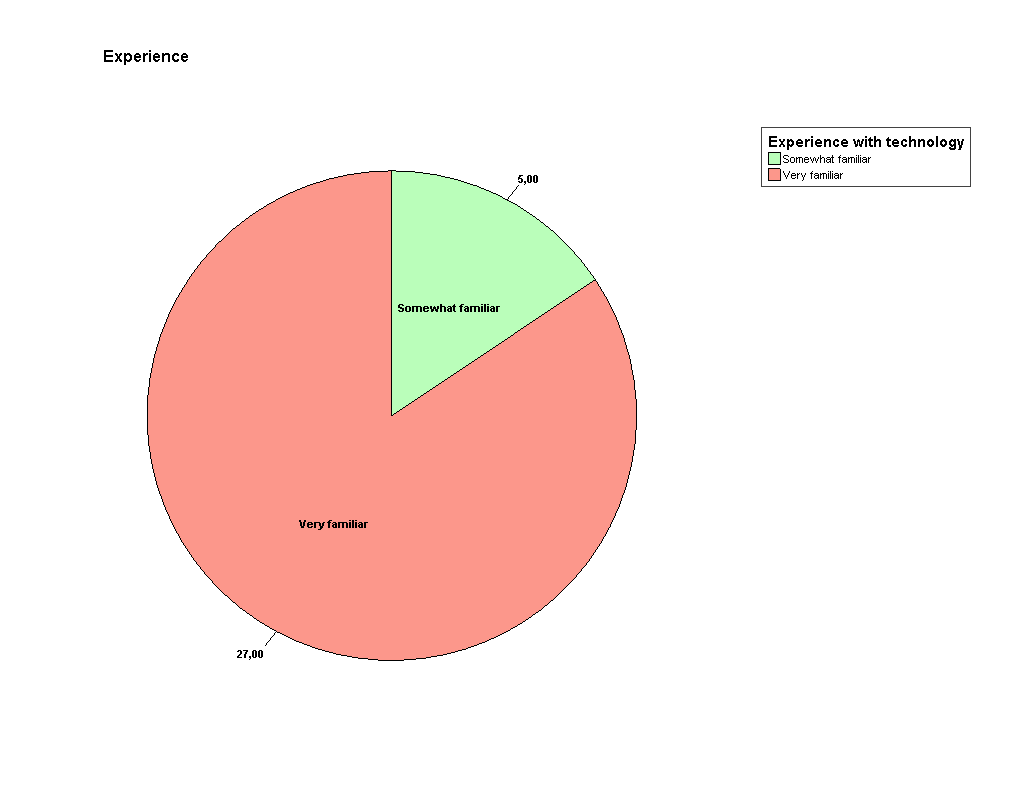 Experience
Experience with technology
Somewhat familiar
Very familiar
5,00
Somewhat familiar
Very familiar
27,00